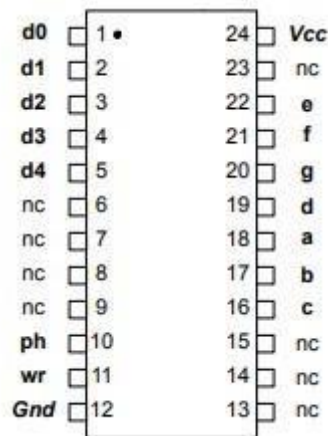 d0 1 24 Vcc
d1 2 23 nc
d2 3 22 e
d3 4 21 f
d4 5 20 g
nc 6 19 d
nc 7 18 a
nc 8 17 b
nc 9 16 c
ph 10 15 nc
wr 11 14 nc
Gnd 12 13 nc